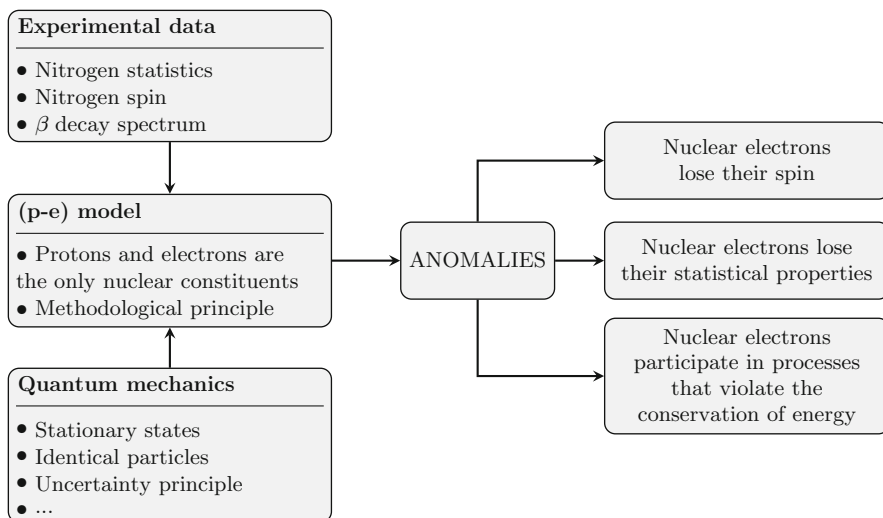 Experimental data
● Nitrogen statistics
● Nitrogen spin
● β decay spectrum
(p-e) model
● Protons and electrons are
the only nuclear constituents
● Methodological principle
Quantum mechanics
● Stationary states
● Identical particles
● Uncertainty principle
● ...
ANOMALIES
Nuclear electrons
lose their spin
Nuclear electrons lose
their statistical properties
Nuclear electrons
participate in processes
that violate the
conservation of energy